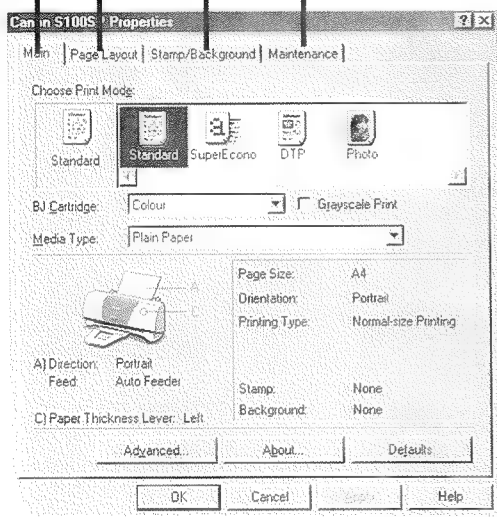 Canon S100SP Properties
Main Page Layout Stamp/Background Maintenance
Choose Print Mode:
Standard Standard SuperEcono DTP Photo
BJ Cartridge: Colour Grayscale Print
Media Type: Plain Paper
A
C
Page Size: A4
Orientation: Portrait
Printing Type: Normal-size Printing
A) Direction: Portrait
Feed: Auto Feeder
C) Paper Thickness Lever: Left
Stamp: None
Background: None
Advanced... About... Defaults
OK Cancel Apply Help